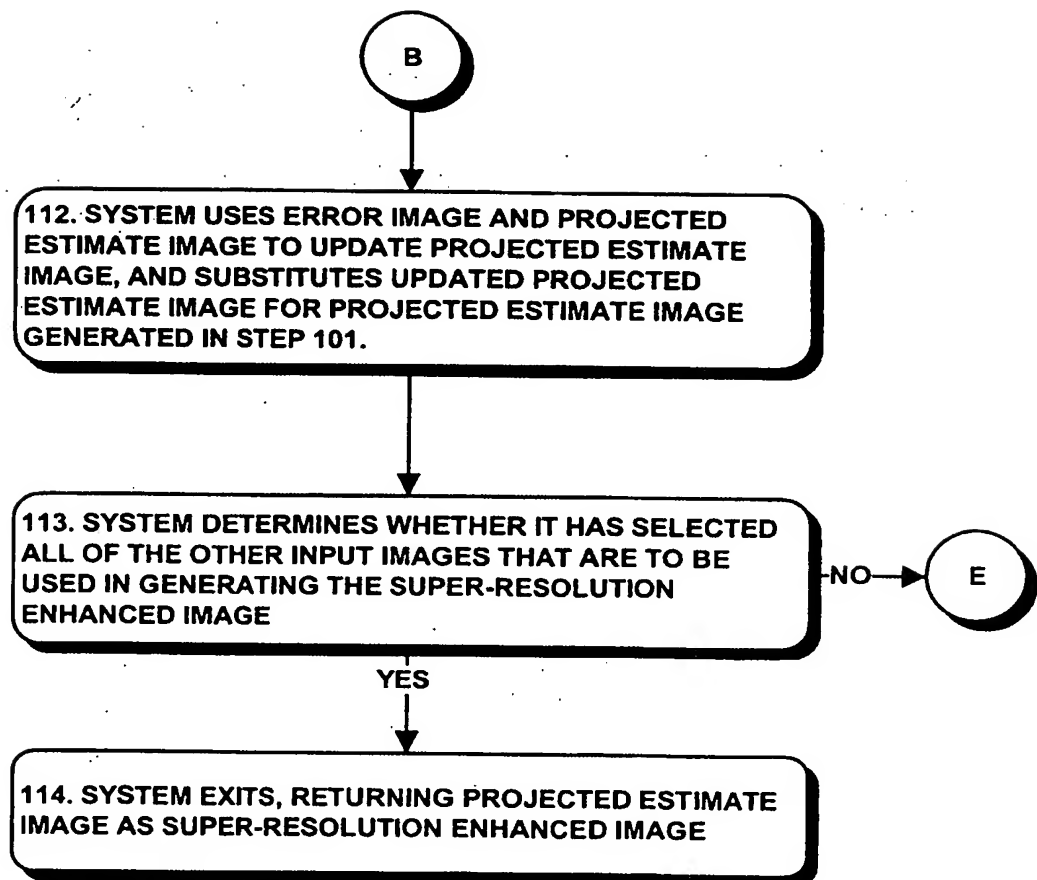 B
112. SYSTEM USES ERROR IMAGE AND PROJECTED
ESTIMATE IMAGE TO UPDATE PROJECTED ESTIMATE
IMAGE, AND SUBSTITUTES UPDATED PROJECTED
ESTIMATE IMAGE FOR PROJECTED ESTIMATE IMAGE
GENERATED IN STEP 101.
113. SYSTEM DETERMINES WHETHER IT HAS SELECTED
ALL OF THE OTHER INPUT IMAGES THAT ARE TO BE
USED IN GENERATING THE SUPER-RESOLUTION
ENHANCED IMAGE
NO
E
YES
114. SYSTEM EXITS, RETURNING PROJECTED ESTIMATE
IMAGE AS SUPER-RESOLUTION ENHANCED IMAGE